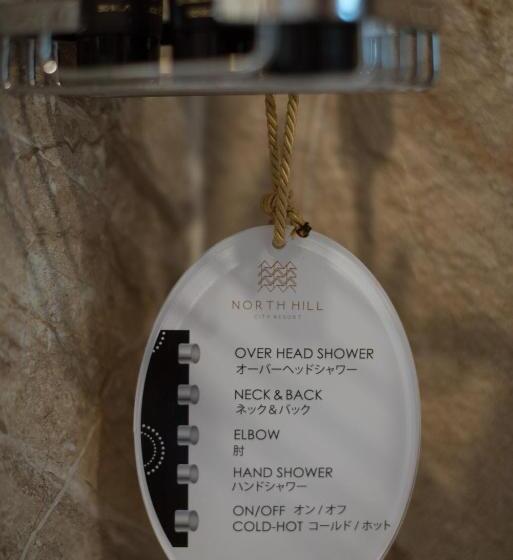 NORTH HILL
CITY RESORT
OVER HEAD SHOWER
オーバーヘッドシャワー
NECK & BACK
ネック&バック
ELBOW
肘
HAND SHOWER
ハンドシャワー
ON/OFF オン/オフ
COLD-HOT コールド/ホット